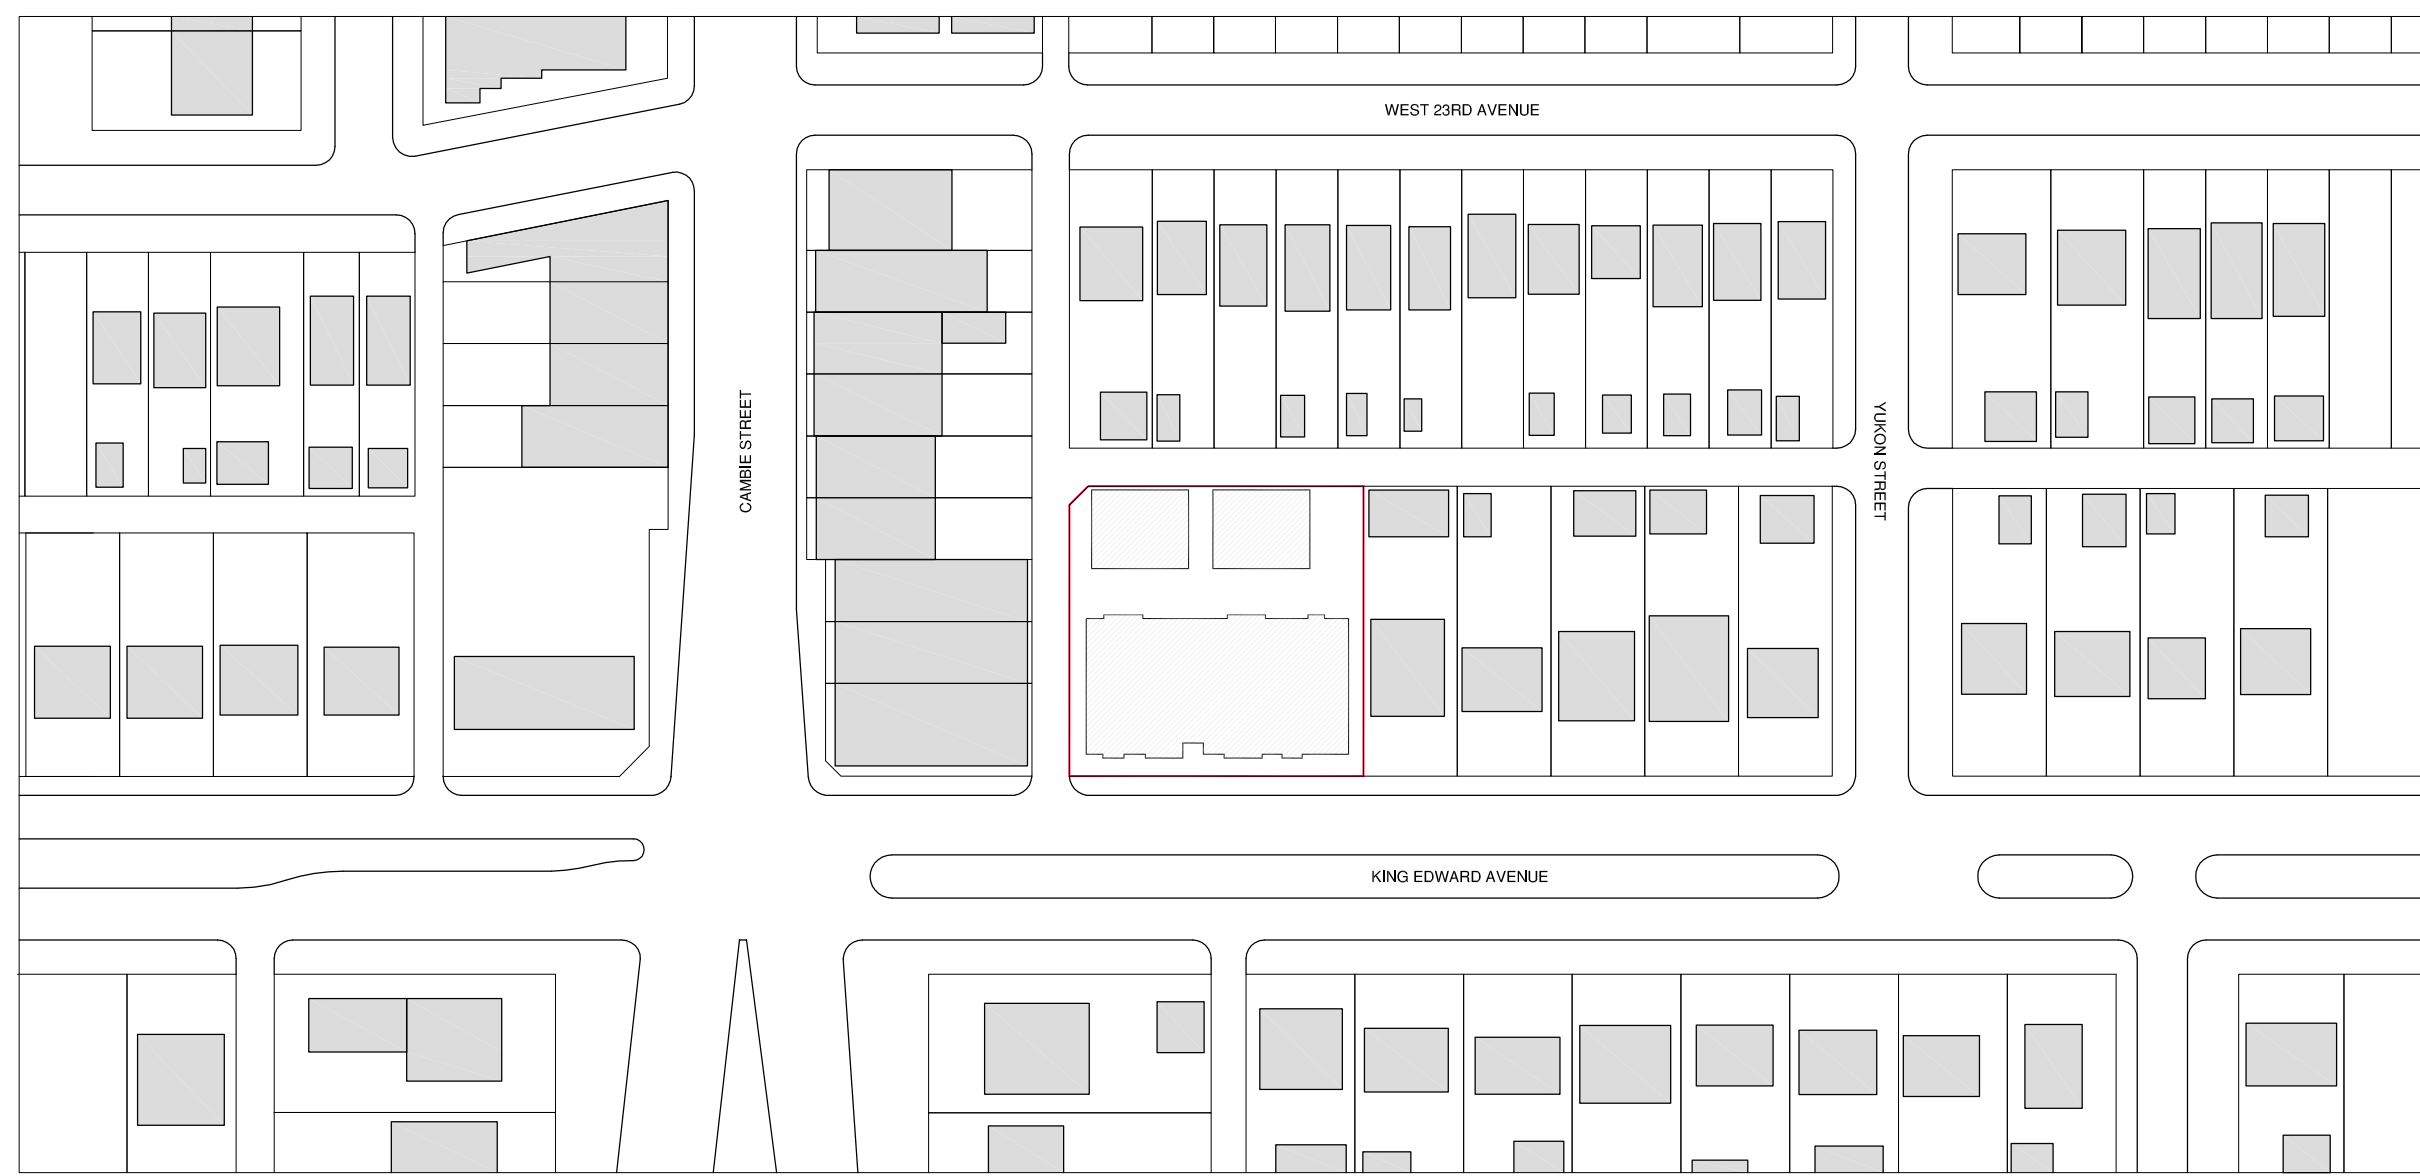 WEST 23RD AVENUE
CAMBIE STREET
YUKON STREET
KING EDWARD AVENUE